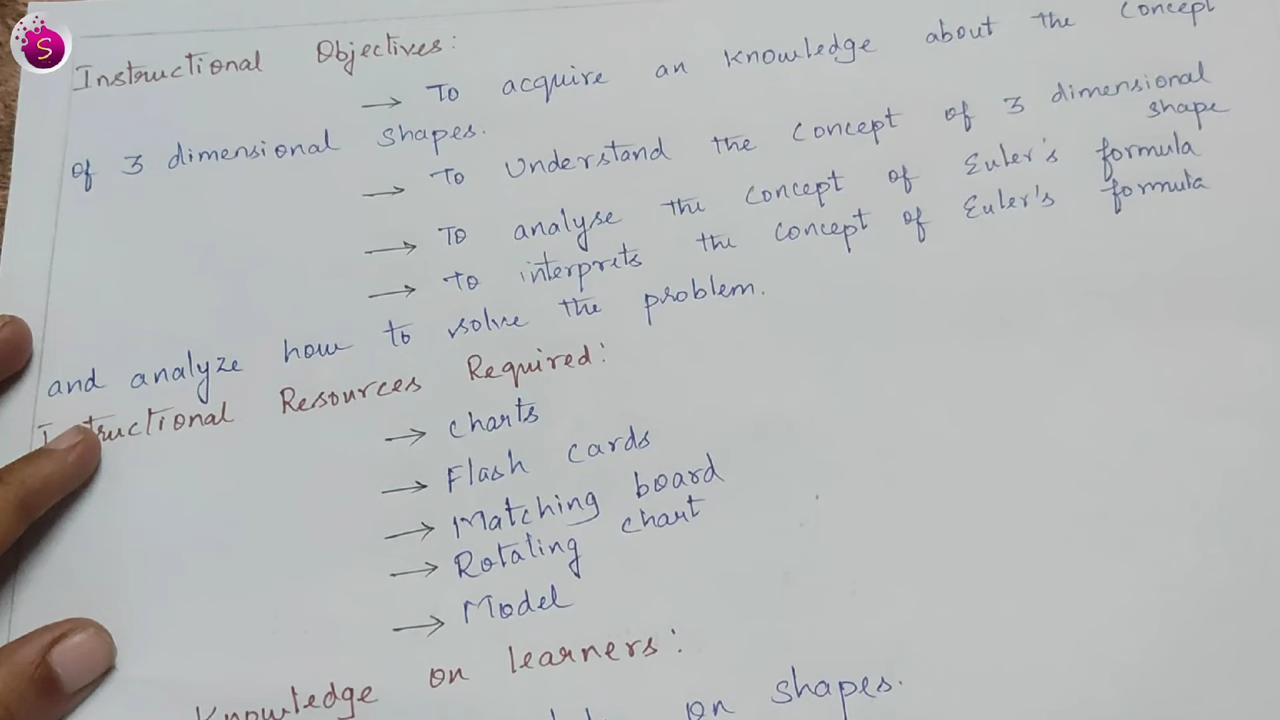 S
Instructional Objectives:
→ To acquire an knowledge about the concept
of 3 dimensional shapes.
→ To Understand the concept of 3 dimensional
shape
→ To analyse the concept of Euler's formula
→ To interprets the concept of Euler's formula
and analyze how to solve the problem.
Instructional Resources Required:
→ Charts
→ Flash cards
→ Matching board
→ Rotating chart
→ Model
Knowledge on learners:
on shapes.